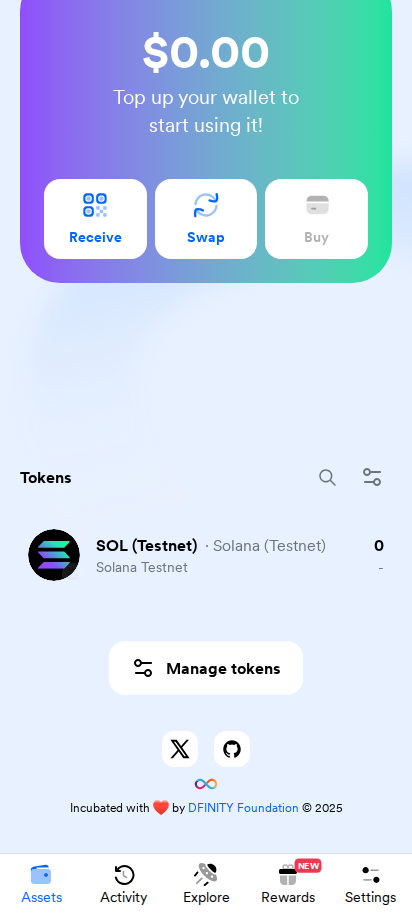 $0.00
Top up your wallet to
start using it!
Receive Swap Buy
Tokens
SOL (Testnet) · Solana (Testnet) 0
Solana Testnet -
Manage tokens
Incubated with ❤️ by DFINITY Foundation © 2025
NEW
Assets Activity Explore Rewards Settings